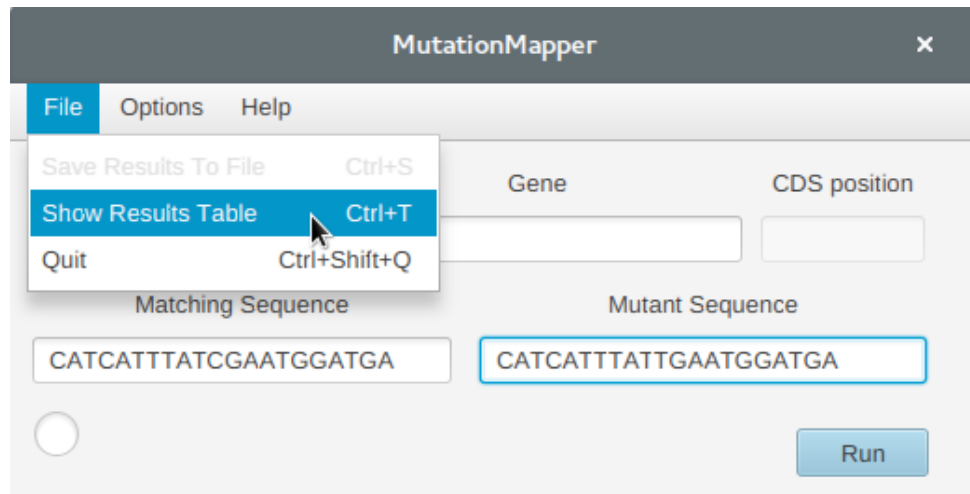 MutationMapper ×
File Options Help
Save Results To File Ctrl+S
Show Results Table Ctrl+T
Quit Ctrl+Shift+Q
Gene CDS position
Matching Sequence Mutant Sequence
CATCATTTATCGAATGGATGA CATCATTTATTGAATGGATGA
Run